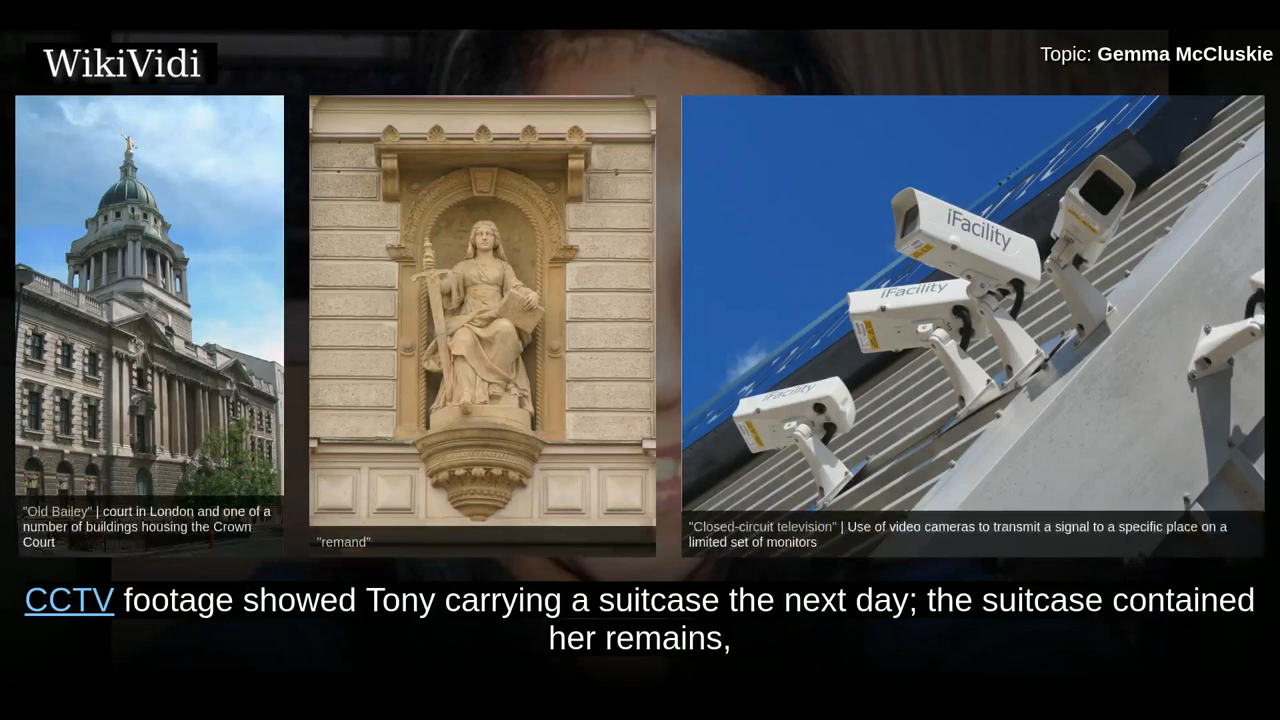 WikiVidi
Topic: Gemma McCluskie
iFacility
iFacility
iFacility
"Old Bailey" | court in London and one of a
number of buildings housing the Crown
Court
"remand"
"Closed-circuit television" | Use of video cameras to transmit a signal to a specific place on a
limited set of monitors
CCTV footage showed Tony carrying a suitcase the next day; the suitcase contained
her remains,